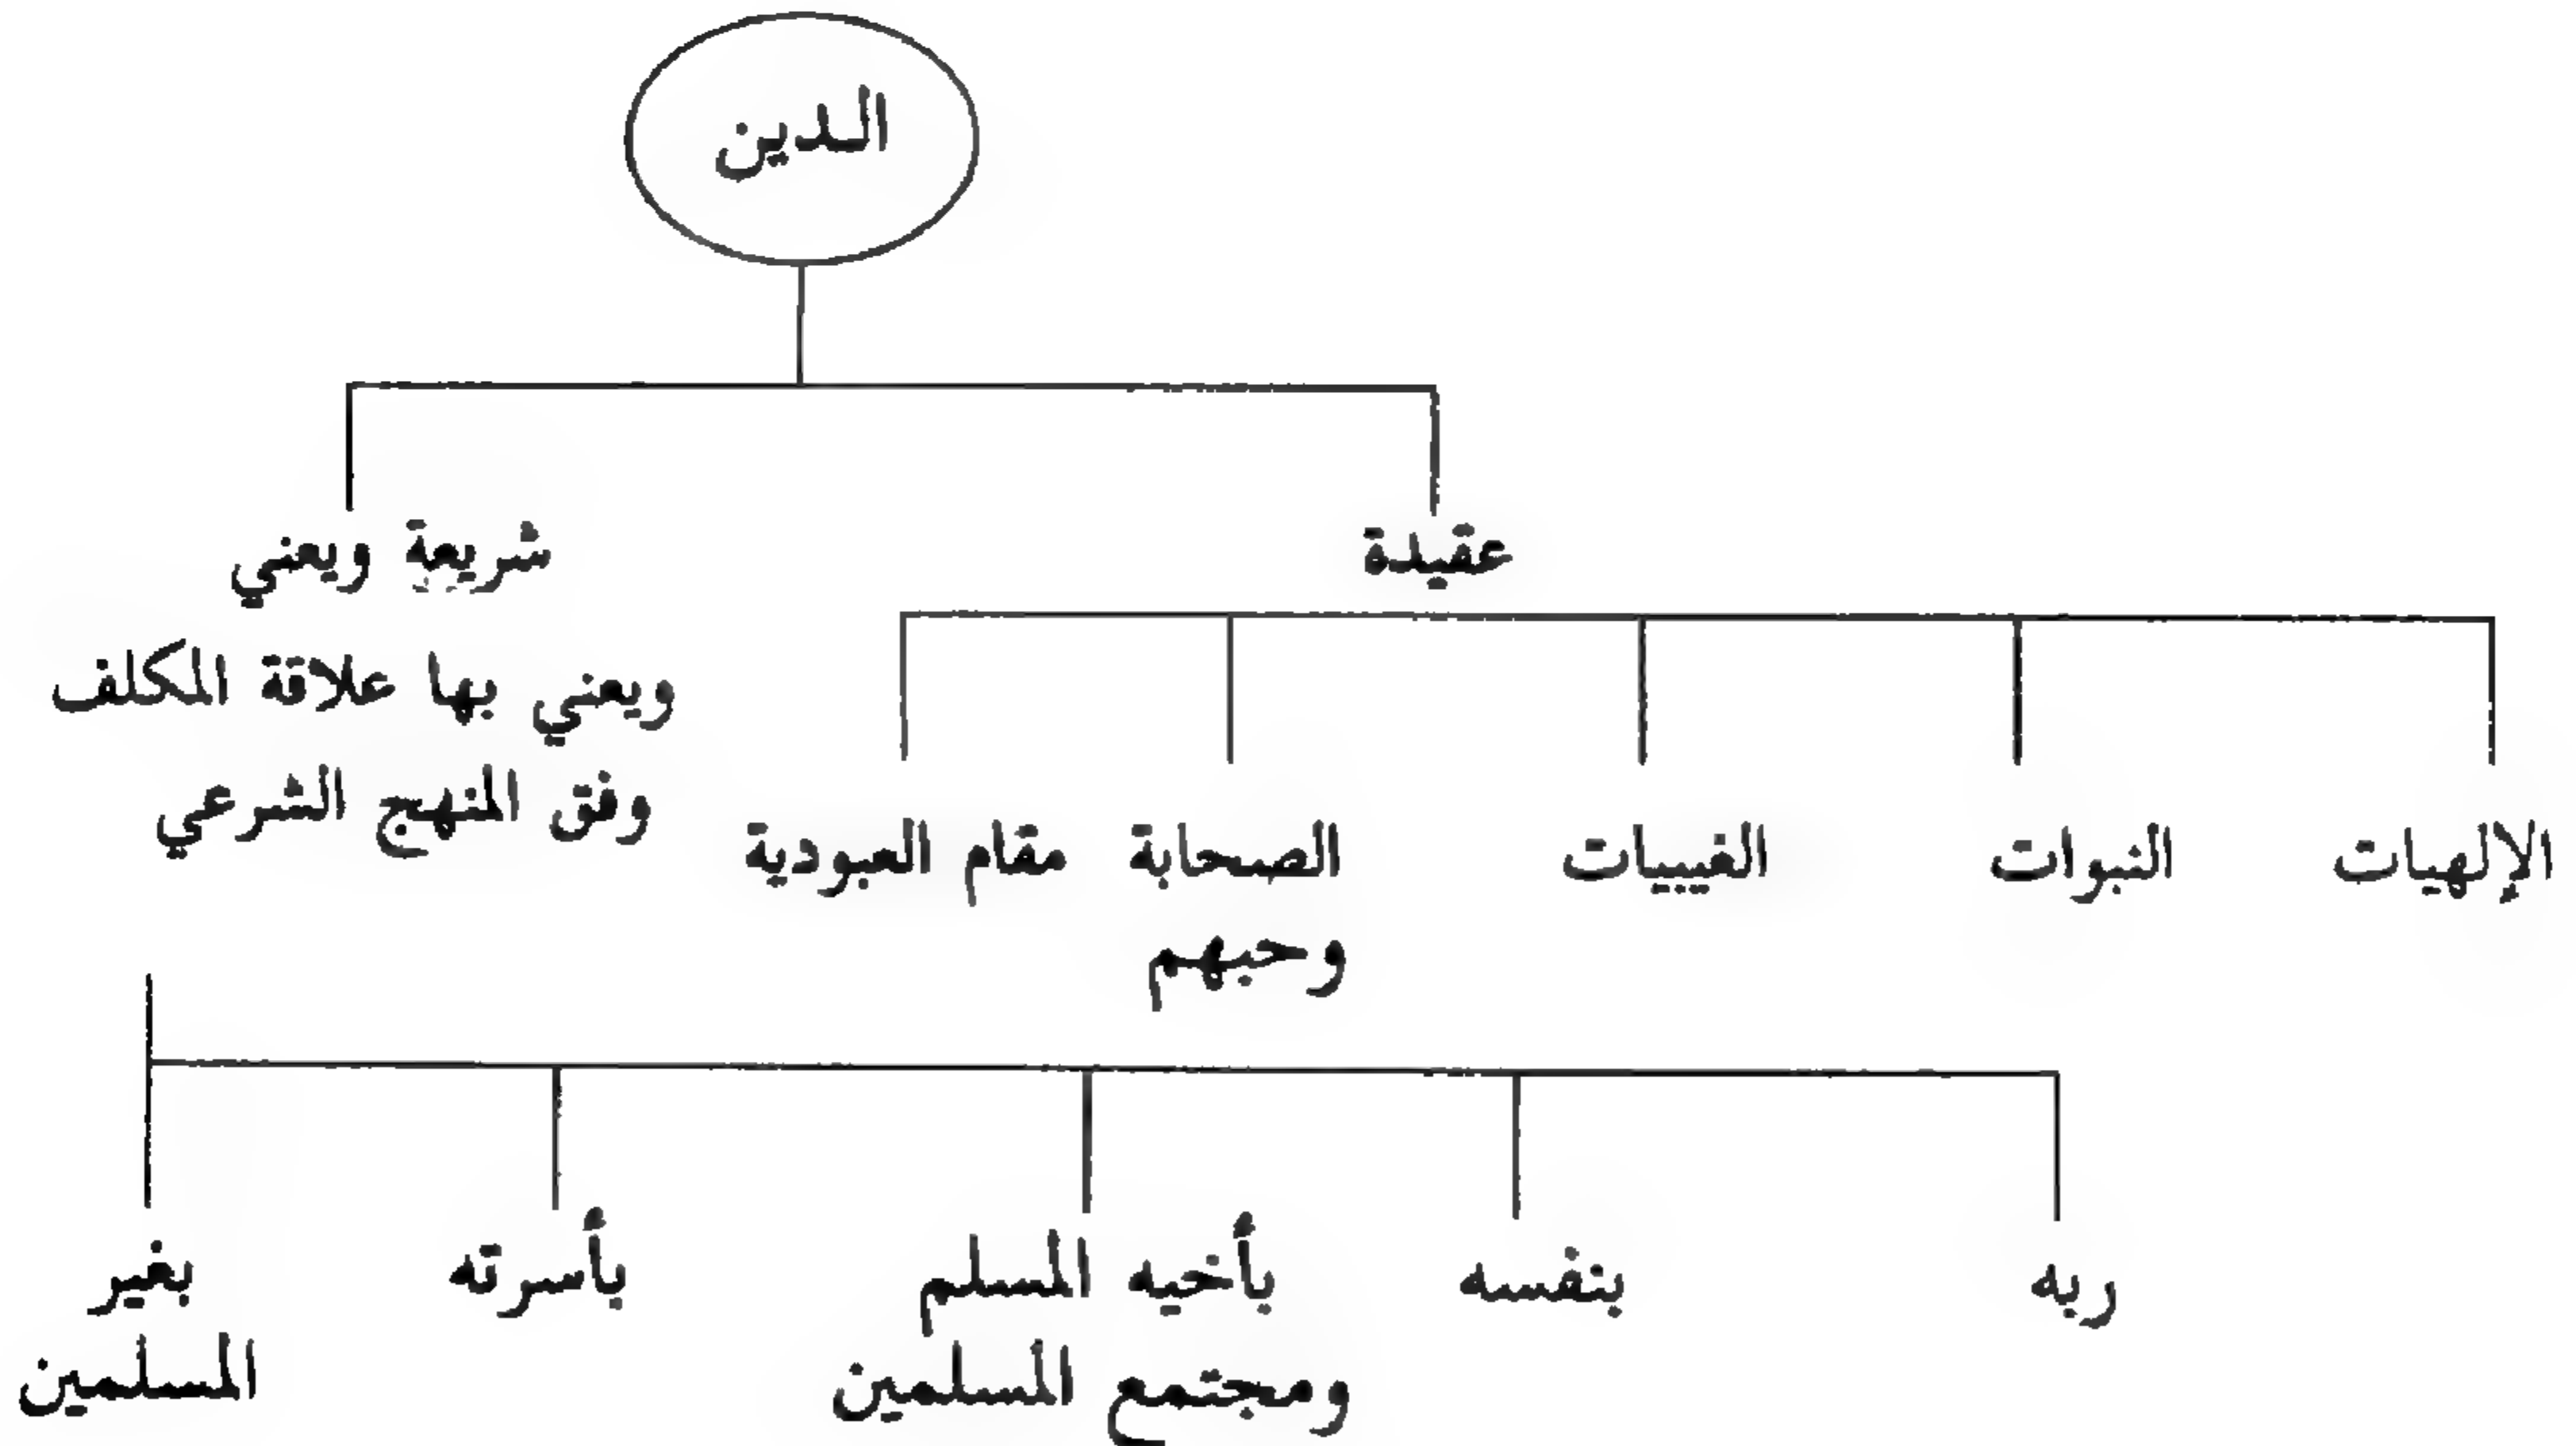 الدين
عقيدة
شريعة ويعني
ويعني بها علاقة المكلف
وفق المنهج الشرعي
الإلهيات
النبوات
الغيبيات
الصحابة
وحبهم
مقام العبودية
ربه
بنفسه
بأخيه المسلم
ومجتمع المسلمين
بأسرته
بغير
المسلمين